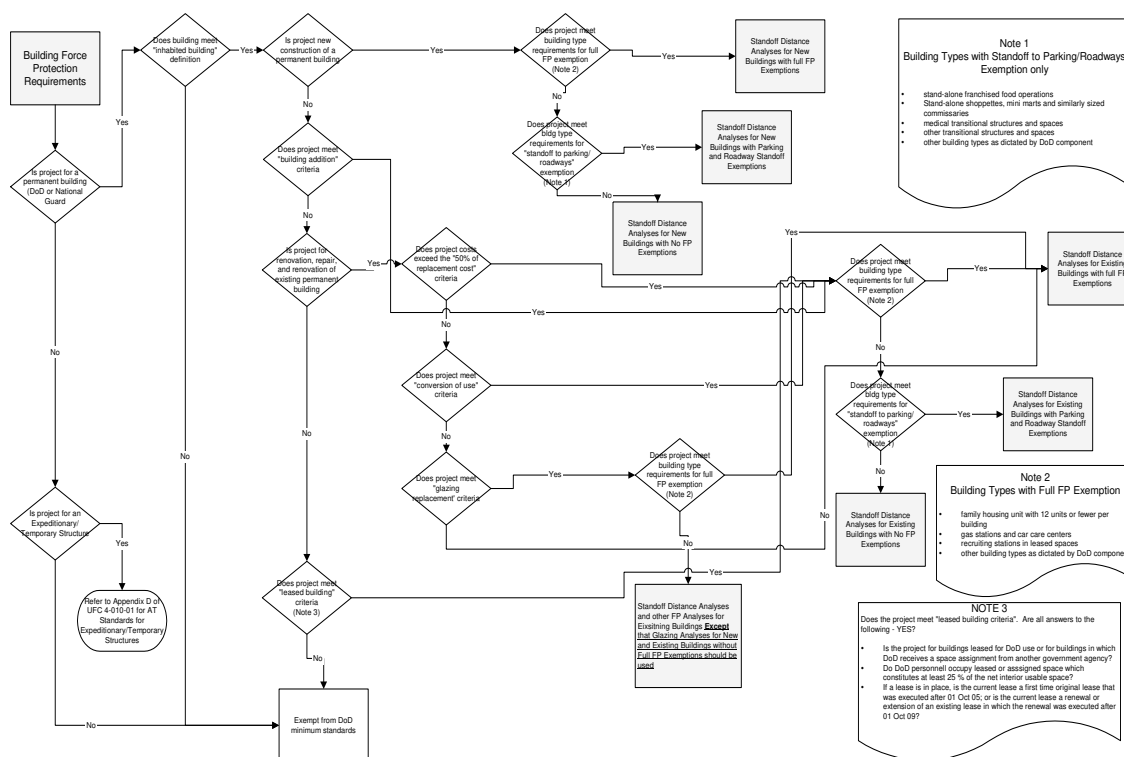 Building Force
Protection
Requirements
Yes
Is project for a
permanent building
(DoD or National
Guard
No
Is project for an
Expeditionary/
Temporary Structure
Yes
Refer to Appendix D of
UFC 4-010-01 for AT
Standards for
Expeditionary/Temporary
Structures
No
Does building meet
"inhabited building"
definition
Yes
No
Is project new
construction of a
permanent building
Yes
No
Does project meet
"building addition"
criteria
Yes
No
Is project for
renovation, repair,
and renovation of
existing permanent
building
Yes
No
Does project meet
"leased building"
criteria
(Note 3)
Yes
No
Exempt from DoD
minimum standards
Does project meet
building type
requirements for full
FP exemption
(Note 2)
Yes
No
Standoff Distance
Analyses for New
Buildings with full FP
Exemptions
Does project meet
bldg type
requirements for
"standoff to parking/
roadways"
exemption
(Note 1)
Yes
No
Standoff Distance
Analyses for New
Buildings with Parking
and Roadway Standoff
Exemptions
Standoff Distance
Analyses for New
Buildings with No FP
Exemptions
Does project costs
exceed the "50% of
replacement cost"
criteria
Yes
No
Does project meet
"conversion of use"
criteria
Yes
No
Does project meet
"glazing
replacement' criteria
Yes
No
Does project meet
building type
requirements for full
FP exemption
(Note 2)
Yes
No
Standoff Distance Analyses
and other FP Analyses for
Eixsitning Buildings Except
that Glazing Analyses for New
and Existing Buildings without
Full FP Exemptions should be
used
Does project meet
building type
requirements for full
FP exemption
(Note 2)
Yes
No
Standoff Distance
Analyses for Existing
Buildings with full FP
Exemptions
Does project meet
bldg type
requirements for
"standoff to parking/
roadways"
exemption
(Note 1)
Yes
No
Standoff Distance
Analyses for Existing
Buildings with Parking
and Roadway Standoff
Exemptions
Standoff Distance
Analyses for Existing
Buildings with No FP
Exemptions
Note 1
Building Types with Standoff to Parking/Roadways
Exemption only
• stand-alone franchised food operations
• Stand-alone shoppettes, mini marts and similarly sized
commissaries
• medical transitional structures and spaces
• other transitional structures and spaces
• other building types as dictated by DoD component
Note 2
Building Types with Full FP Exemption
• family housing unit with 12 units or fewer per
building
• gas stations and car care centers
• recruiting stations in leased spaces
• other building types as dictated by DoD compone
NOTE 3
Does the project meet "leased building criteria". Are all answers to the
following - YES?
• Is the project for buildings leased for DoD use or for buildings in which
DoD receives a space assignment from another government agency?
• Do DoD personnell occupy leased or asssigned space which
constitutes at least 25 % of the net interior usable space?
• If a lease is in place, is the current lease a first time original lease that
was executed after 01 Oct 05; or is the current lease a renewal or
extension of an existing lease in which the renewal was executed after
01 Oct 09?